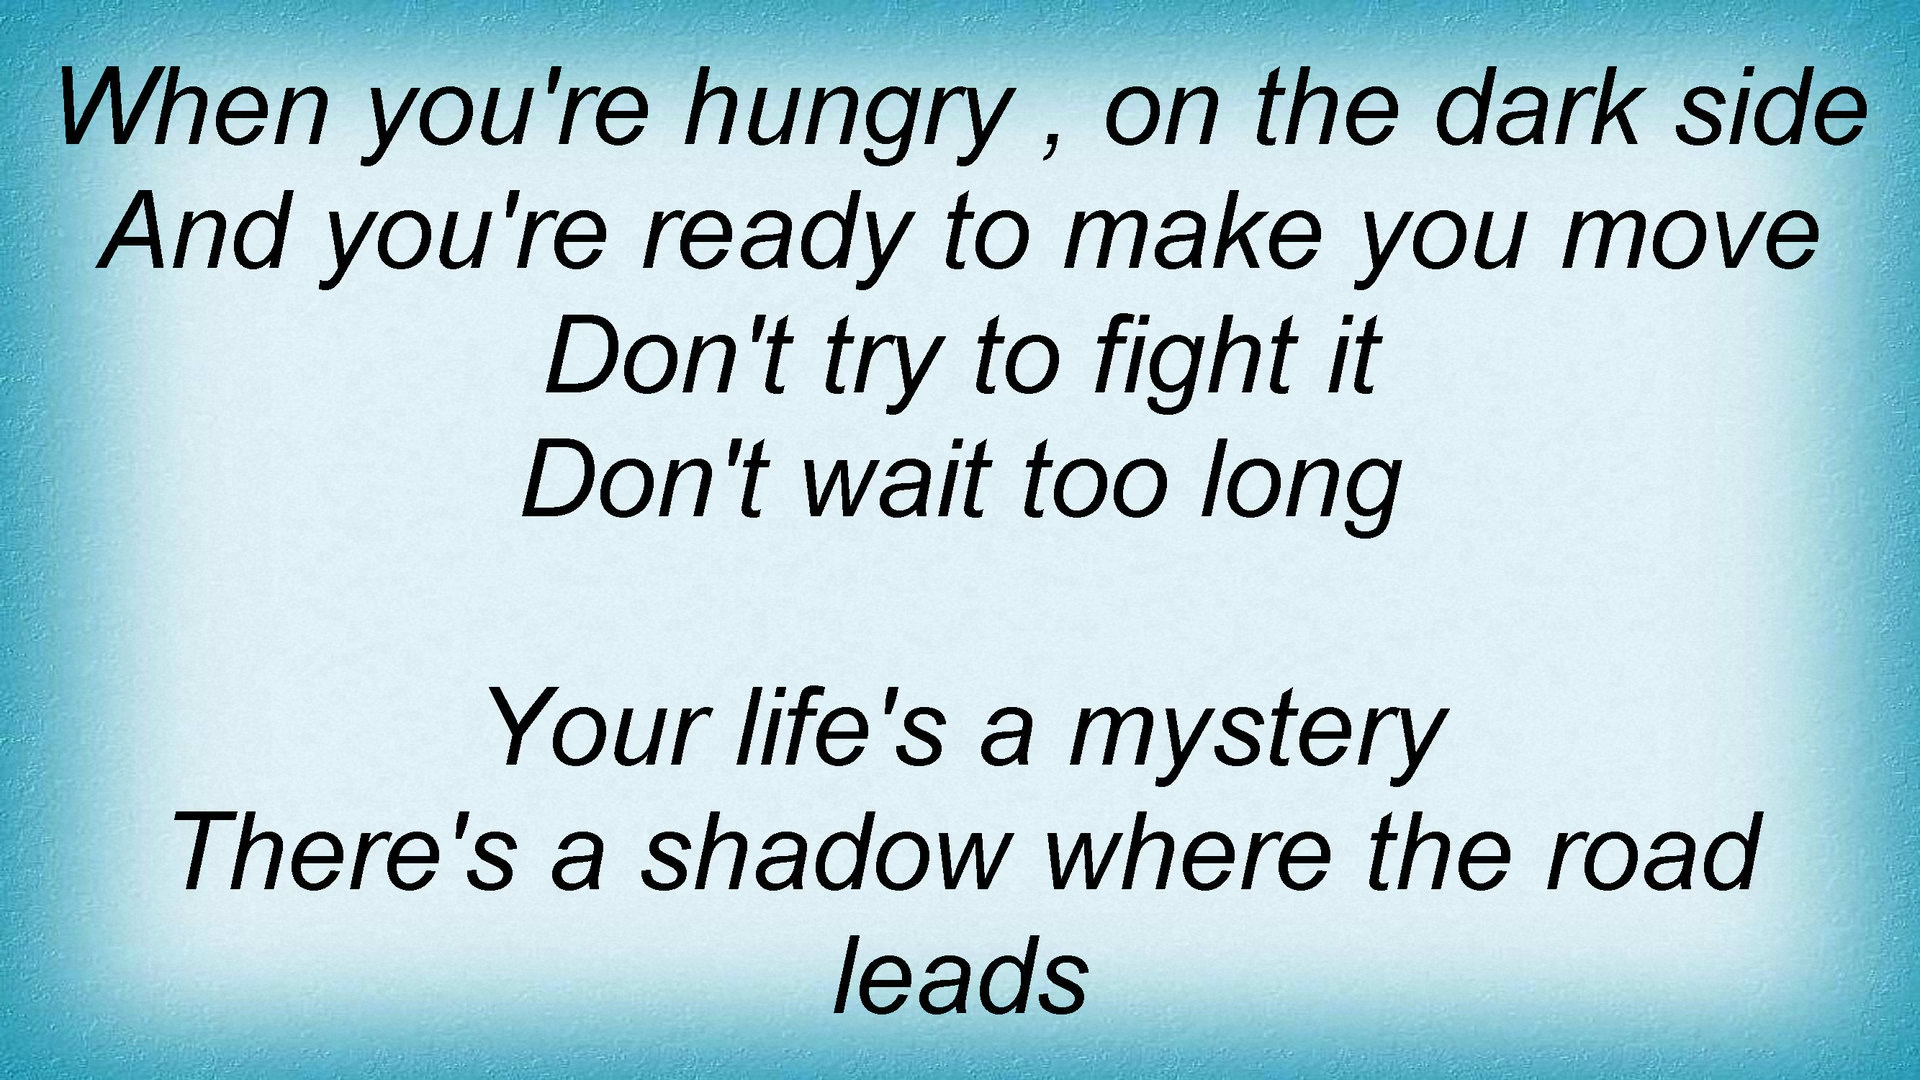 When you're hungry , on the dark side
And you're ready to make you move
Don't try to fight it
Don't wait too long
Your life's a mystery
There's a shadow where the road
leads